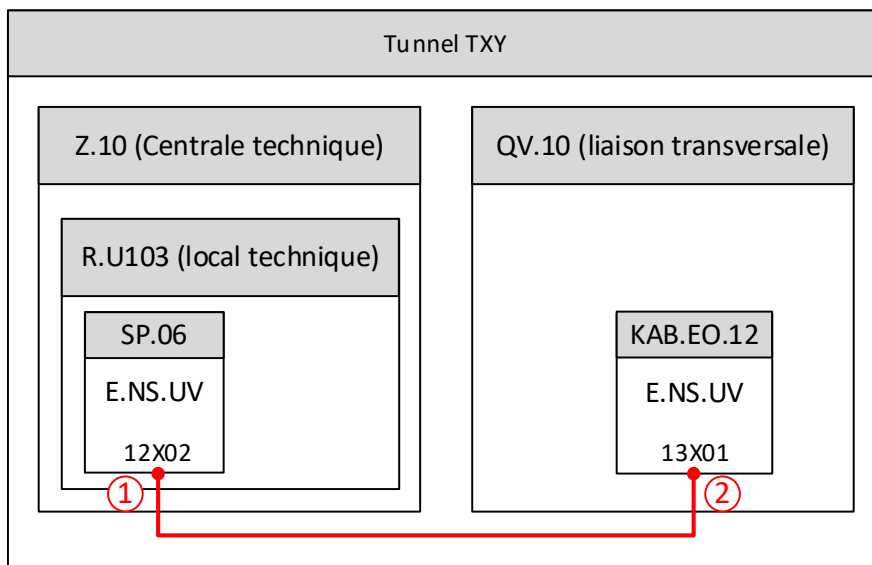 Tunnel TXY
Z.10 (Centrale technique)
QV.10 (liaison transversale)
R.U103 (local technique)
SP.06
KAB.EO.12
E.NS.UV
E.NS.UV
12X02
13X01
1
2